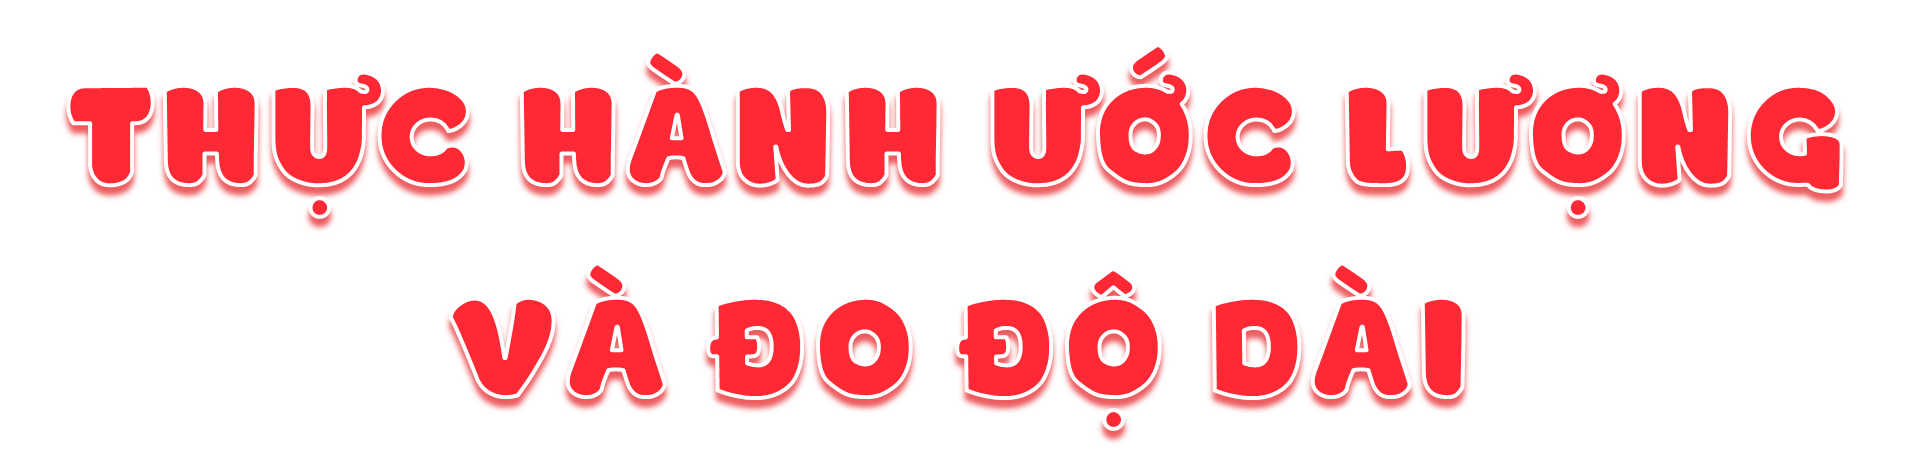 THỰC HÀNH ƯỚC LƯỢNG
VÀ ĐO ĐỘ DÀI